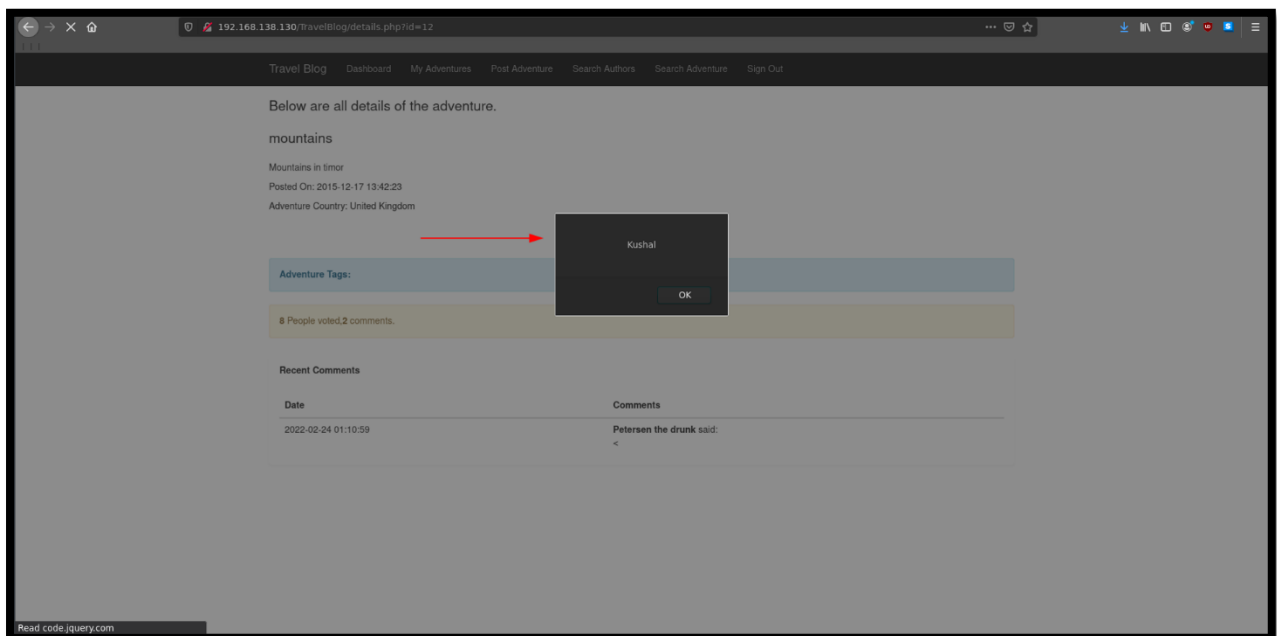 192.168.138.130/TravelBlog/details.php?id=12
Travel Blog Dashboard My Adventures Post Adventure Search Authors Search Adventure Sign Out
Below are all details of the adventure.
mountains
Mountains in timor
Posted On: 2015-12-17 13:42:23
Adventure Country: United Kingdom
Kushal
OK
Adventure Tags:
8 People voted,2 comments.
Recent Comments
Date Comments
2022-02-24 01:10:59 Petersen the drunk said:
<
Read code.jquery.com